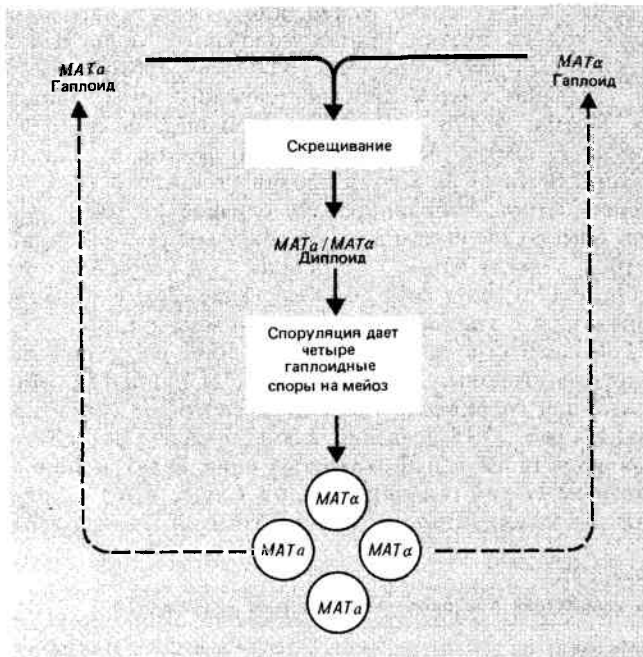 MATa
Гаплоид
MATα
Гаплоид
Скрещивание
MATa/MATα
Диплоид
Споруляция дает
четыре
гаплоидные
споры на мейоз
MATα
MATa
MATα
MATa